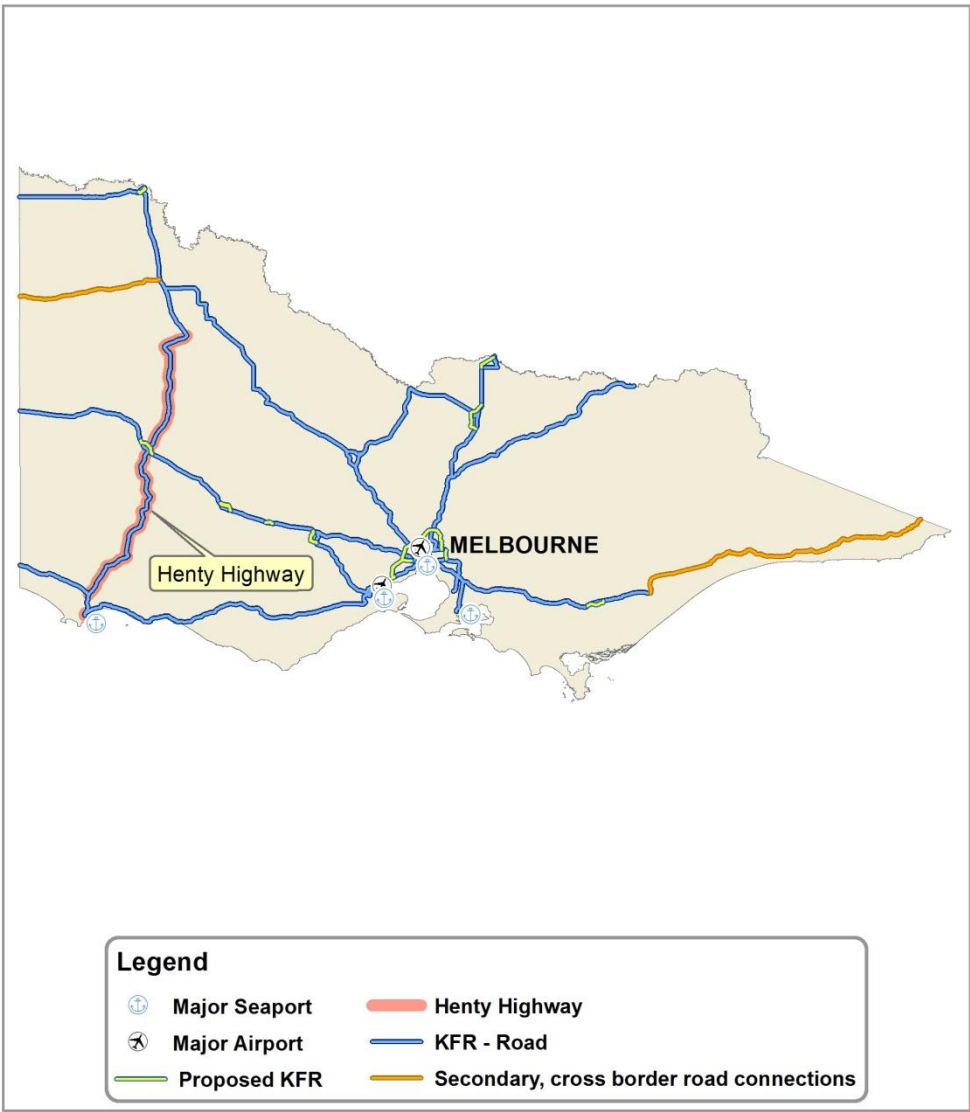 MELBOURNE
Henty Highway
Legend
Major Seaport
Henty Highway
Major Airport
KFR - Road
Proposed KFR
Secondary, cross border road connections